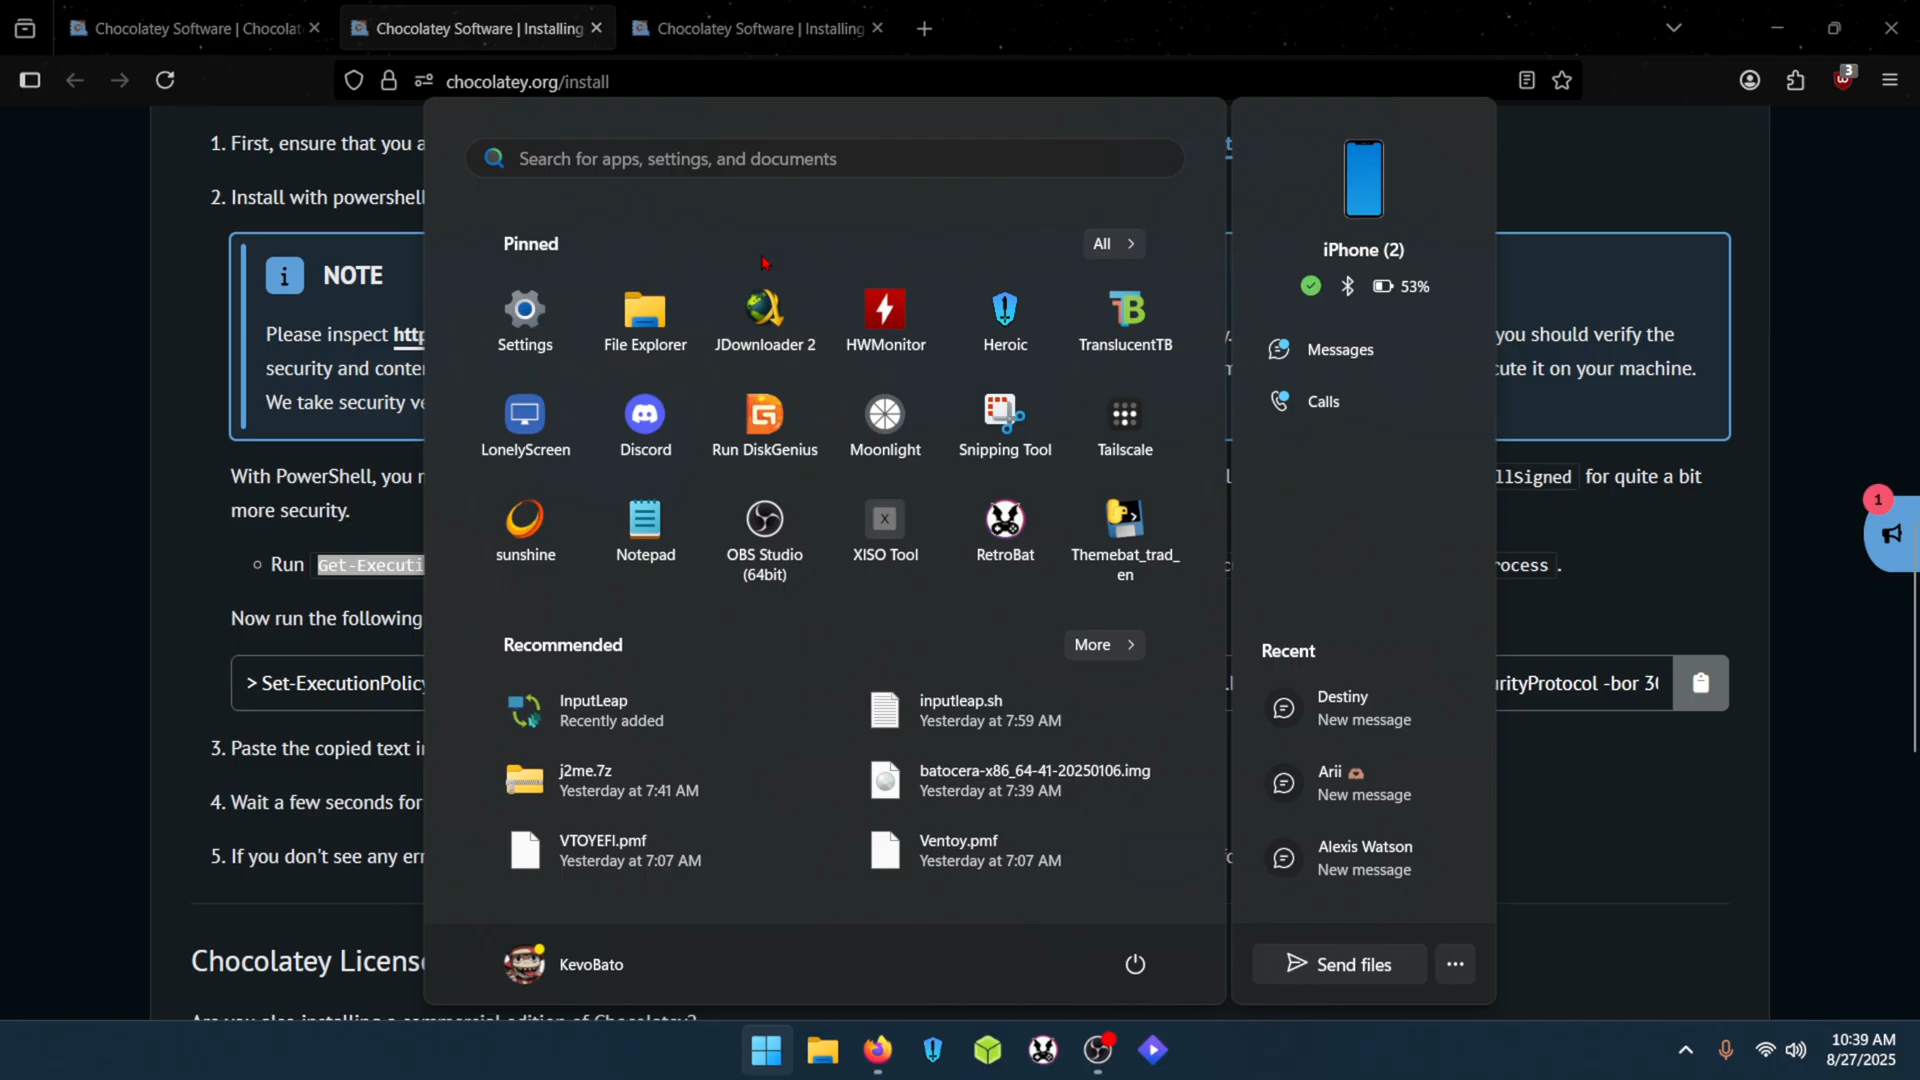 Chocolatey Software | Chocolat
Chocolatey Software | Installing
Chocolatey Software | Installing
chocolatey.org/install
3
1. First, ensure that you a
2. Install with powershell
NOTE
Please inspect http
you should verify the
security and conter
cute it on your machine.
We take security ve
With PowerShell, you r
llSigned for quite a bit
more security.
Run Get-Executi
rocess .
Now run the following
> Set-ExecutionPolicy
urityProtocol -bor 30
3. Paste the copied text in
4. Wait a few seconds for
5. If you don't see any err
Chocolatey License
1
Search for apps, settings, and documents
Pinned
All
Settings
File Explorer
JDownloader 2
HWMonitor
Heroic
TranslucentTB
LonelyScreen
Discord
Run DiskGenius
Moonlight
Snipping Tool
Tailscale
sunshine
Notepad
OBS Studio
(64bit)
XISO Tool
RetroBat
Themebat_trad_
en
Recommended
More
InputLeap
Recently added
inputleap.sh
Yesterday at 7:59 AM
j2me.7z
Yesterday at 7:41 AM
batocera-x86_64-41-20250106.img
Yesterday at 7:39 AM
VTOYEFI.pmf
Yesterday at 7:07 AM
Ventoy.pmf
Yesterday at 7:07 AM
KevoBato
iPhone (2)
53%
Messages
Calls
Recent
Destiny
New message
Arii
New message
Alexis Watson
New message
Send files
10:39 AM
8/27/2025